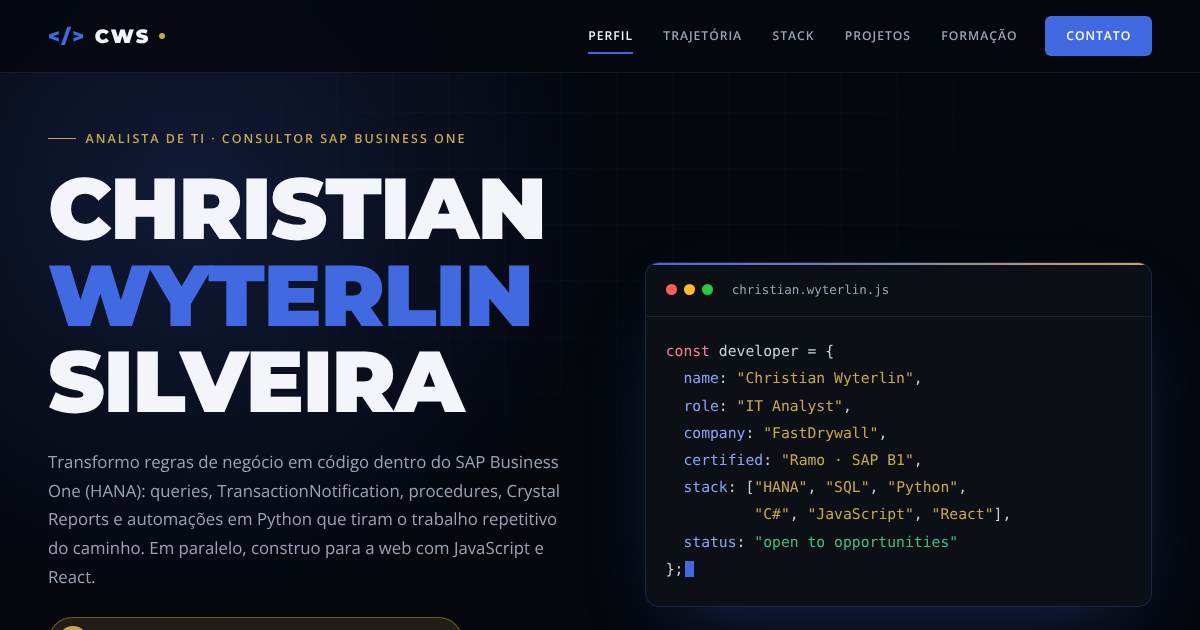 </> CWS
PERFIL TRAJETÓRIA STACK PROJETOS FORMAÇÃO CONTATO
ANALISTA DE TI · CONSULTOR SAP BUSINESS ONE
CHRISTIAN
WYTERLIN
SILVEIRA
Transformo regras de negócio em código dentro do SAP Business
One (HANA): queries, TransactionNotification, procedures, Crystal
Reports e automações em Python que tiram o trabalho repetitivo
do caminho. Em paralelo, construo para a web com JavaScript e
React.
christian.wyterlin.js
const developer = {
  name: "Christian Wyterlin",
  role: "IT Analyst",
  company: "FastDrywall",
  certified: "Ramo · SAP B1",
  stack: ["HANA", "SQL", "Python",
          "C#", "JavaScript", "React"],
  status: "open to opportunities"
};